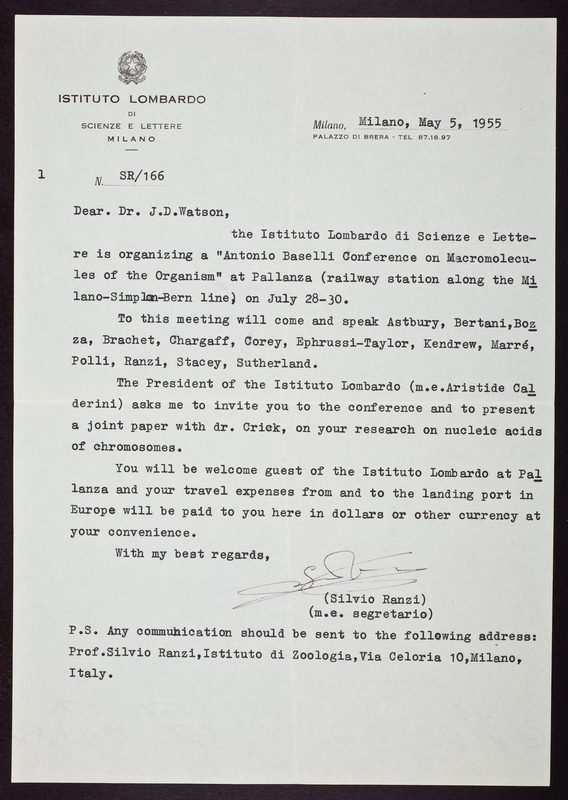 ISTITUTO LOMBARDO
DI
SCIENZE E LETTERE
MILANO
Milano, Milano, May 5, 1955
PALAZZO DI BRERA - TEL. 87.18.97
1
N. SR/166
Dear. Dr. J.D.Watson,
the Istituto Lombardo di Scienze e Lette-
re is organizing a "Antonio Baselli Conference on Macromolecu-
les of the Organism" at Pallanza (railway station along the Mi
lano-Simplon-Bern line) on July 28-30.
To this meeting will come and speak Astbury, Bertani,Boz
za, Brachet, Chargaff, Corey, Ephrussi-Taylor, Kendrew, Marré,
Polli, Ranzi, Stacey, Sutherland.
The President of the Istituto Lombardo (m.e.Aristide Cal
derini) asks me to invite you to the conference and to present
a joint paper with dr. Crick, on your research on nucleic acids
of chromosomes.
You will be welcome guest of the Istituto Lombardo at Pal
lanza and your travel expenses from and to the landing port in
Europe will be paid to you here in dollars or other currency at
your convenience.
With my best regards,
(Silvio Ranzi)
(m.e. segretario)
P.S. Any communication should be sent to the following address:
Prof.Silvio Ranzi,Istituto di Zoologia,Via Celoria 10,Milano,
Italy.